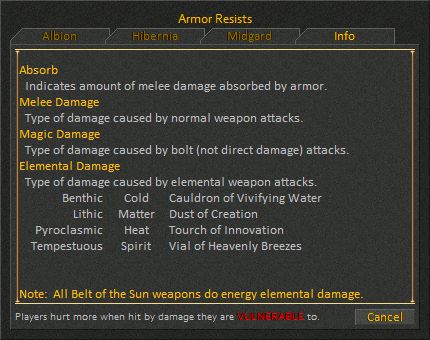 Armor Resists
Albion Hibernia Midgard Info
Absorb
Indicates amount of melee damage absorbed by armor.
Melee Damage
Type of damage caused by normal weapon attacks.
Magic Damage
Type of damage caused by bolt (not direct damage) attacks.
Elemental Damage
Type of damage caused by elemental weapon attacks.
Benthic Cold Cauldron of Vivifying Water
Lithic Matter Dust of Creation
Pyroclasmic Heat Tourch of Innovation
Tempestuous Spirit Vial of Heavenly Breezes
Note: All Belt of the Sun weapons do energy elemental damage.
Players hurt more when hit by damage they are VULNERABLE to. Cancel